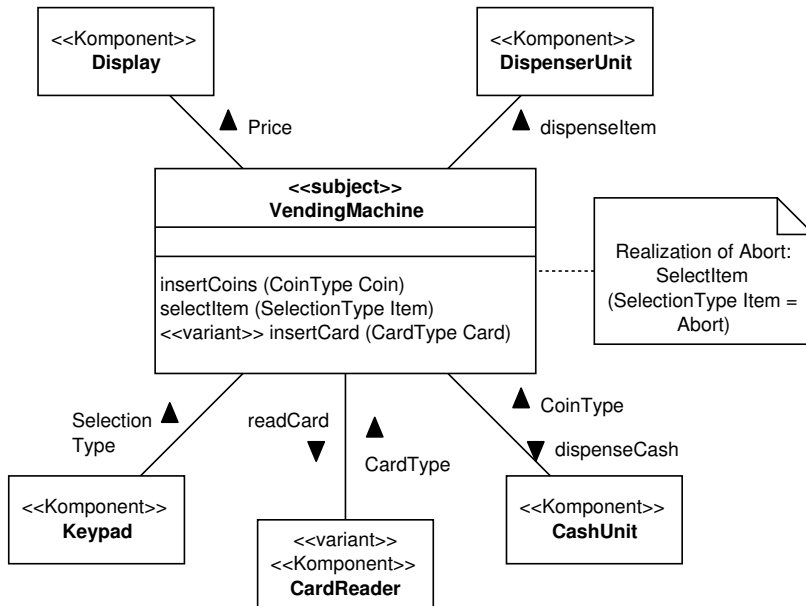 <<Komponent>>
Display
<<Komponent>>
DispenserUnit
Price
dispenseItem
<<subject>>
VendingMachine
insertCoins (CoinType Coin)
selectItem (SelectionType Item)
<<variant>> insertCard (CardType Card)
Realization of Abort:
SelectItem
(SelectionType Item =
Abort)
Selection
Type
readCard
CardType
CoinType
dispenseCash
<<Komponent>>
Keypad
<<variant>>
<<Komponent>>
CardReader
<<Komponent>>
CashUnit